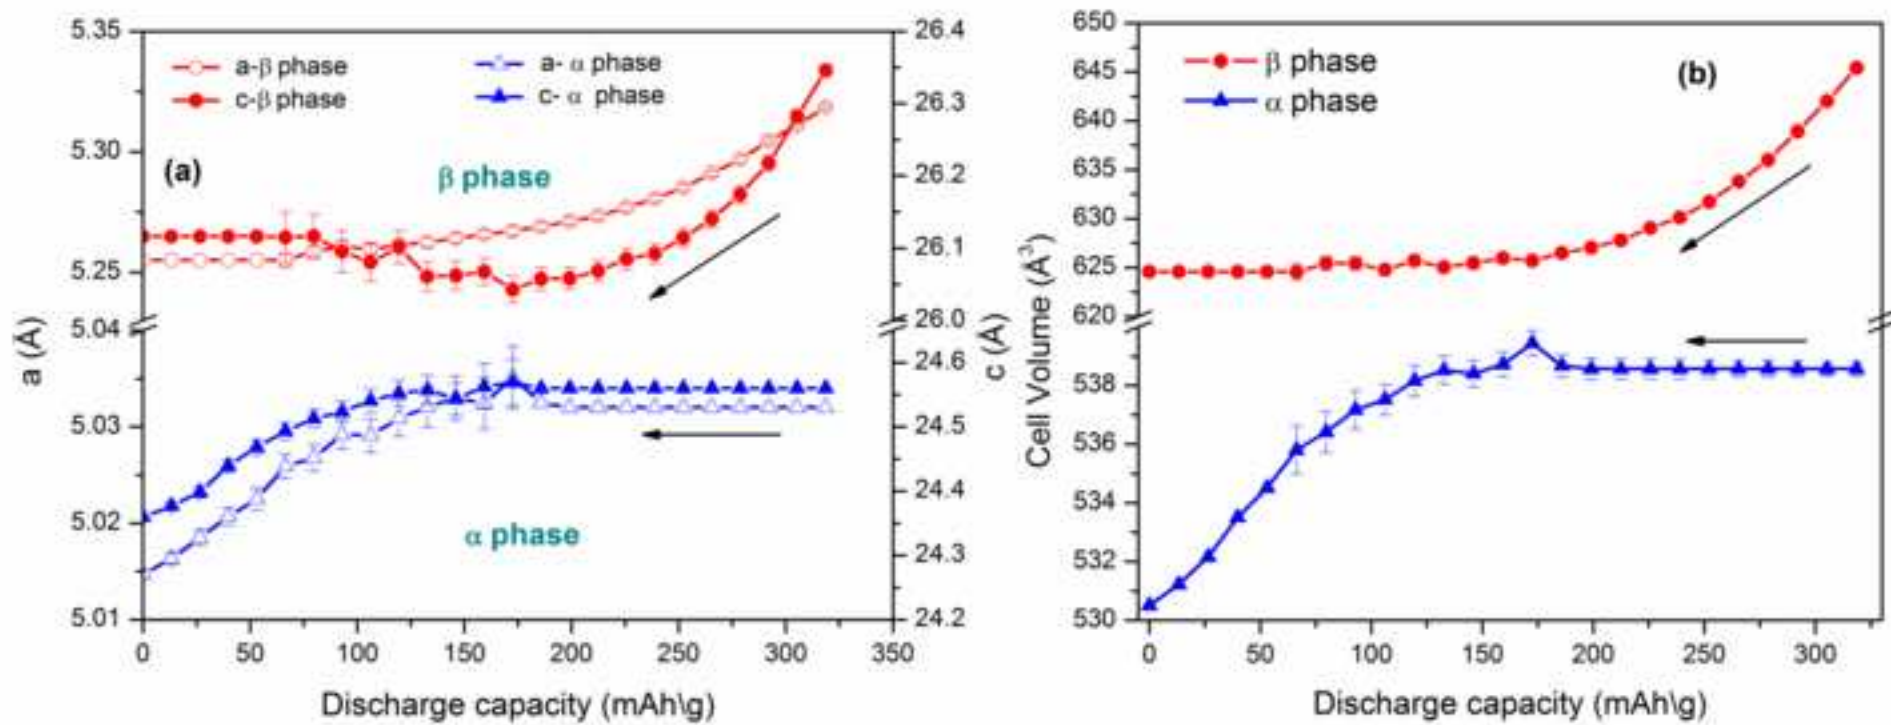 a-β phase
c-β phase
a- α phase
c- α phase
(a)
β phase
α phase
5.35
5.30
5.25
5.04
5.03
5.02
5.01
a (Å)
26.4
26.3
26.2
26.1
26.0
24.6
24.5
24.4
24.3
24.2
c (Å)
0
50
100
150
200
250
300
350
Discharge capacity (mAh\g)
β phase
α phase
(b)
650
645
640
635
630
625
620
538
536
534
532
530
Cell Volume (Å³)
0
50
100
150
200
250
300
Discharge capacity (mAh\g)